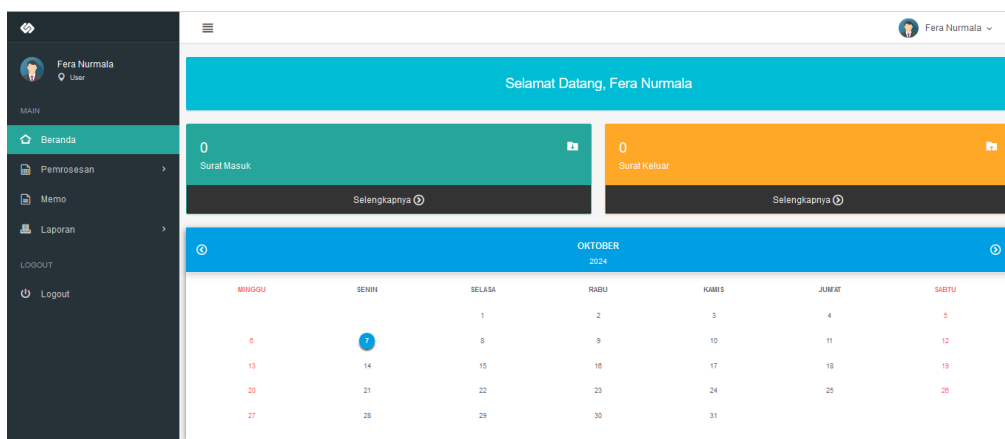 Fera Nurmala
Fera Nurmala
User
MAIN
Beranda
Pemrosesan
Memo
Laporan
LOGOUT
Logout
Selamat Datang, Fera Nurmala
0
Surat Masuk
Selengkapnya
0
Surat Keluar
Selengkapnya
OKTOBER
2024
MINGGU SENIN SELASA RABU KAMIS JUM'AT SABTU
1 2 3 4 5
6 7 8 9 10 11 12
13 14 15 16 17 18 19
20 21 22 23 24 25 26
27 28 29 30 31